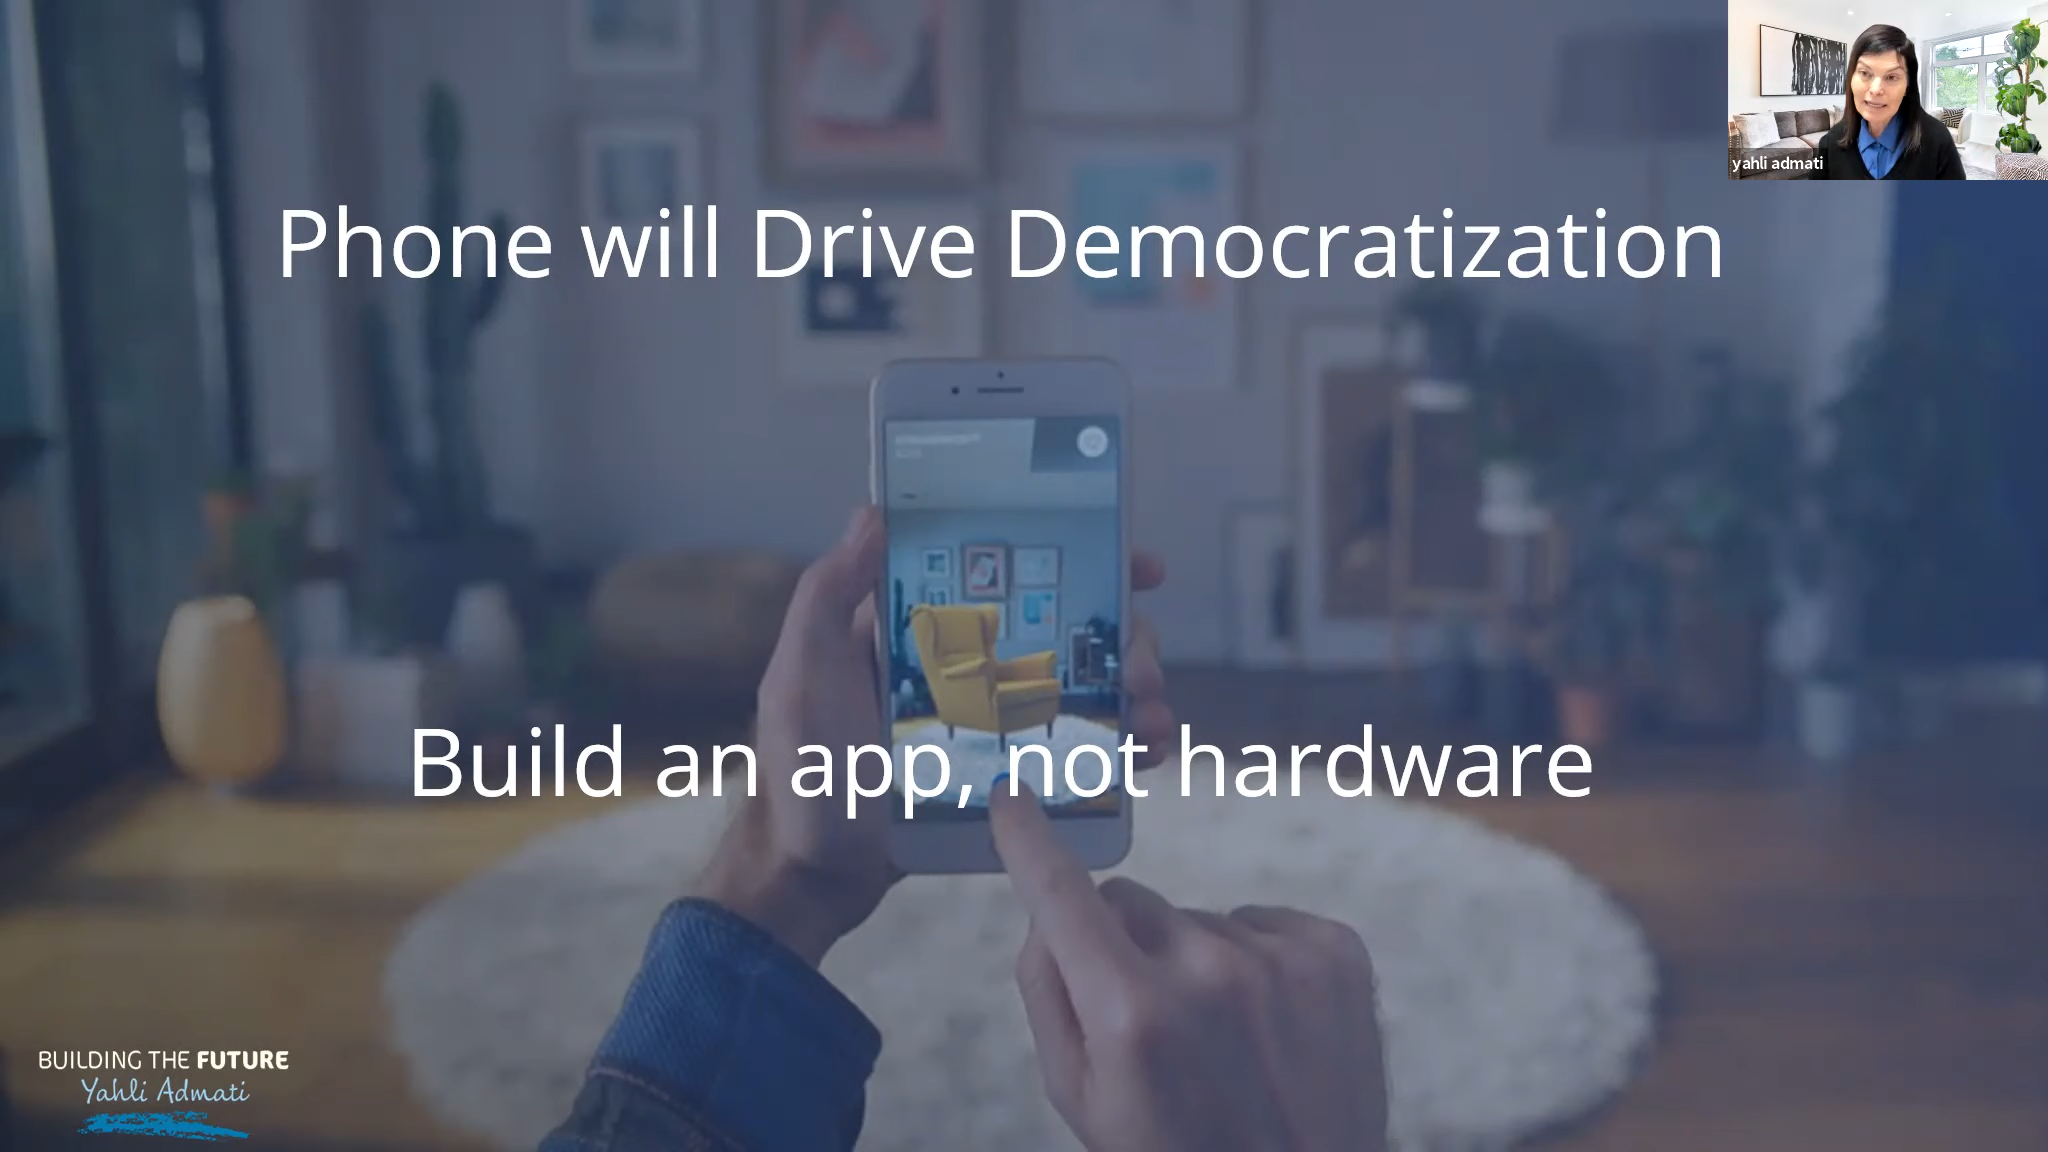 yahli admati
Phone will Drive Democratization
Build an app, not hardware
BUILDING THE FUTURE
Yahli Admati